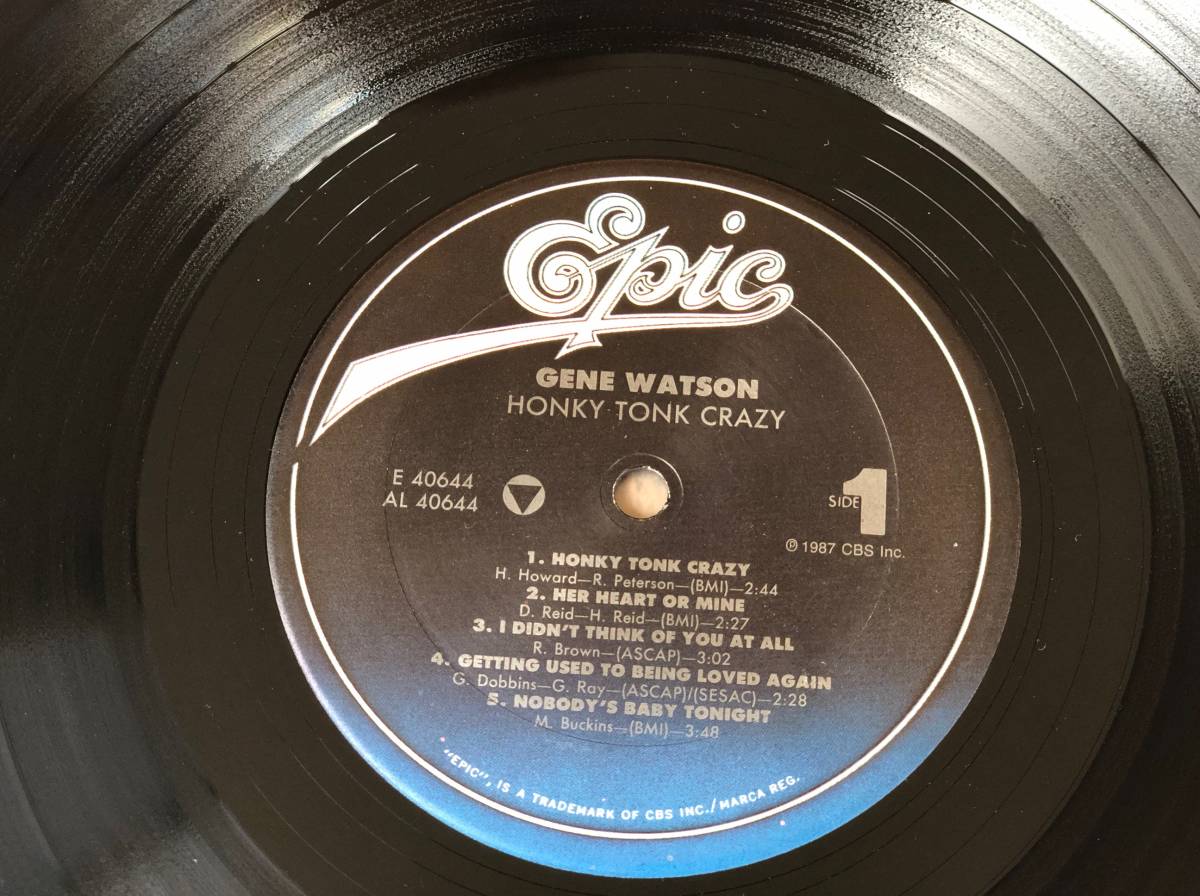 Epic
GENE WATSON
HONKY TONK CRAZY
E 40644
AL 40644
SIDE 1
℗ 1987 CBS Inc.
1. HONKY TONK CRAZY
H. Howard—R. Peterson—(BMI)—2:44
2. HER HEART OR MINE
D. Reid—H. Reid—(BMI)—2:27
3. I DIDN'T THINK OF YOU AT ALL
R. Brown—(ASCAP)—3:02
4. GETTING USED TO BEING LOVED AGAIN
G. Dobbins—G. Ray—(ASCAP)/(SESAC)—2:28
5. NOBODY'S BABY TONIGHT
M. Buckins—(BMI)—3:48
"EPIC", IS A TRADEMARK OF CBS INC./MARCA REG.